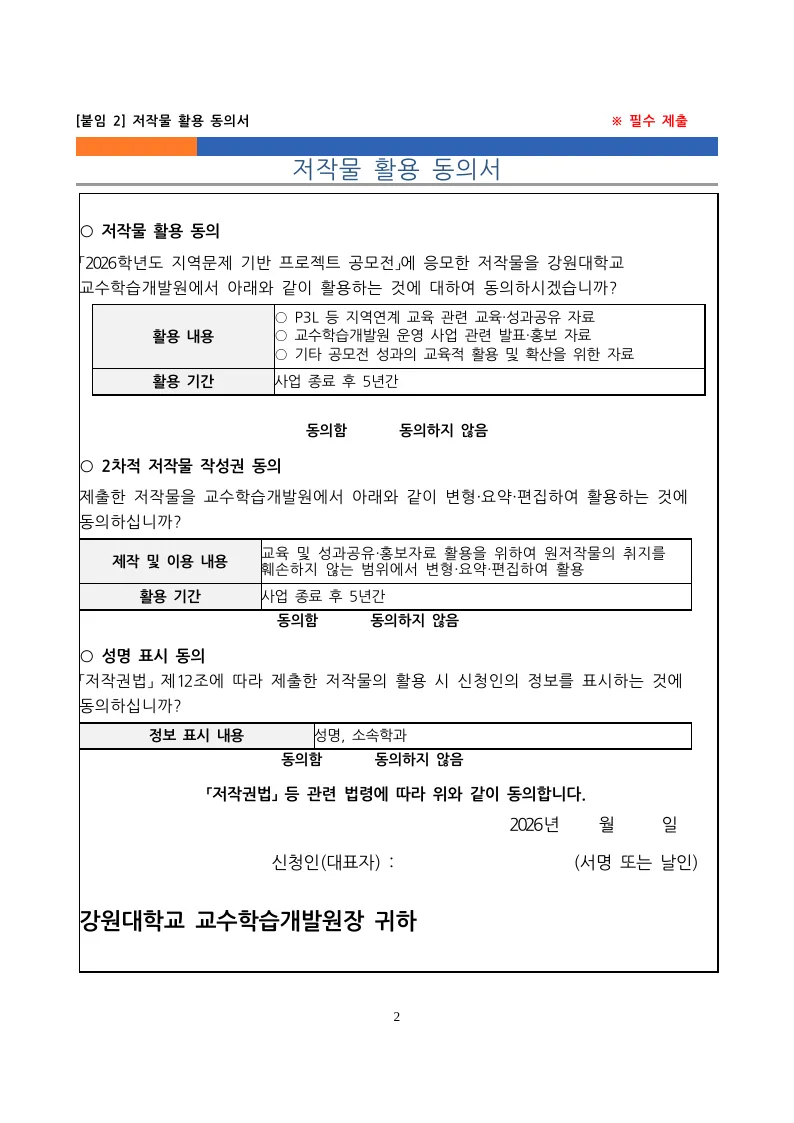 [붙임 2] 저작물 활용 동의서 ※ 필수 제출
저작물 활용 동의서
○ 저작물 활용 동의
「2026학년도 지역문제 기반 프로젝트 공모전」에 응모한 저작물을 강원대학교
교수학습개발원에서 아래와 같이 활용하는 것에 대하여 동의하시겠습니까?
활용 내용
○ P3L 등 지역연계 교육 관련 교육·성과공유 자료
○ 교수학습개발원 운영 사업 관련 발표·홍보 자료
○ 기타 공모전 성과의 교육적 활용 및 확산을 위한 자료
활용 기간 사업 종료 후 5년간
동의함 동의하지 않음
○ 2차적 저작물 작성권 동의
제출한 저작물을 교수학습개발원에서 아래와 같이 변형·요약·편집하여 활용하는 것에
동의하십니까?
제작 및 이용 내용
교육 및 성과공유·홍보자료 활용을 위하여 원저작물의 취지를
훼손하지 않는 범위에서 변형·요약·편집하여 활용
활용 기간 사업 종료 후 5년간
동의함 동의하지 않음
○ 성명 표시 동의
「저작권법」 제12조에 따라 제출한 저작물의 활용 시 신청인의 정보를 표시하는 것에
동의하십니까?
정보 표시 내용 성명, 소속학과
동의함 동의하지 않음
「저작권법」 등 관련 법령에 따라 위와 같이 동의합니다.
2026년 월 일
신청인(대표자) : (서명 또는 날인)
강원대학교 교수학습개발원장 귀하
2